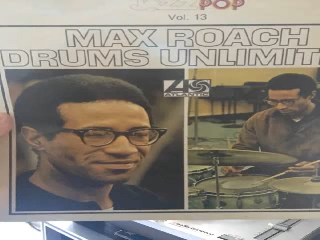 POP
Vol. 13
MAX ROACH
DRUMS UNLIMIT
ATLANTIC